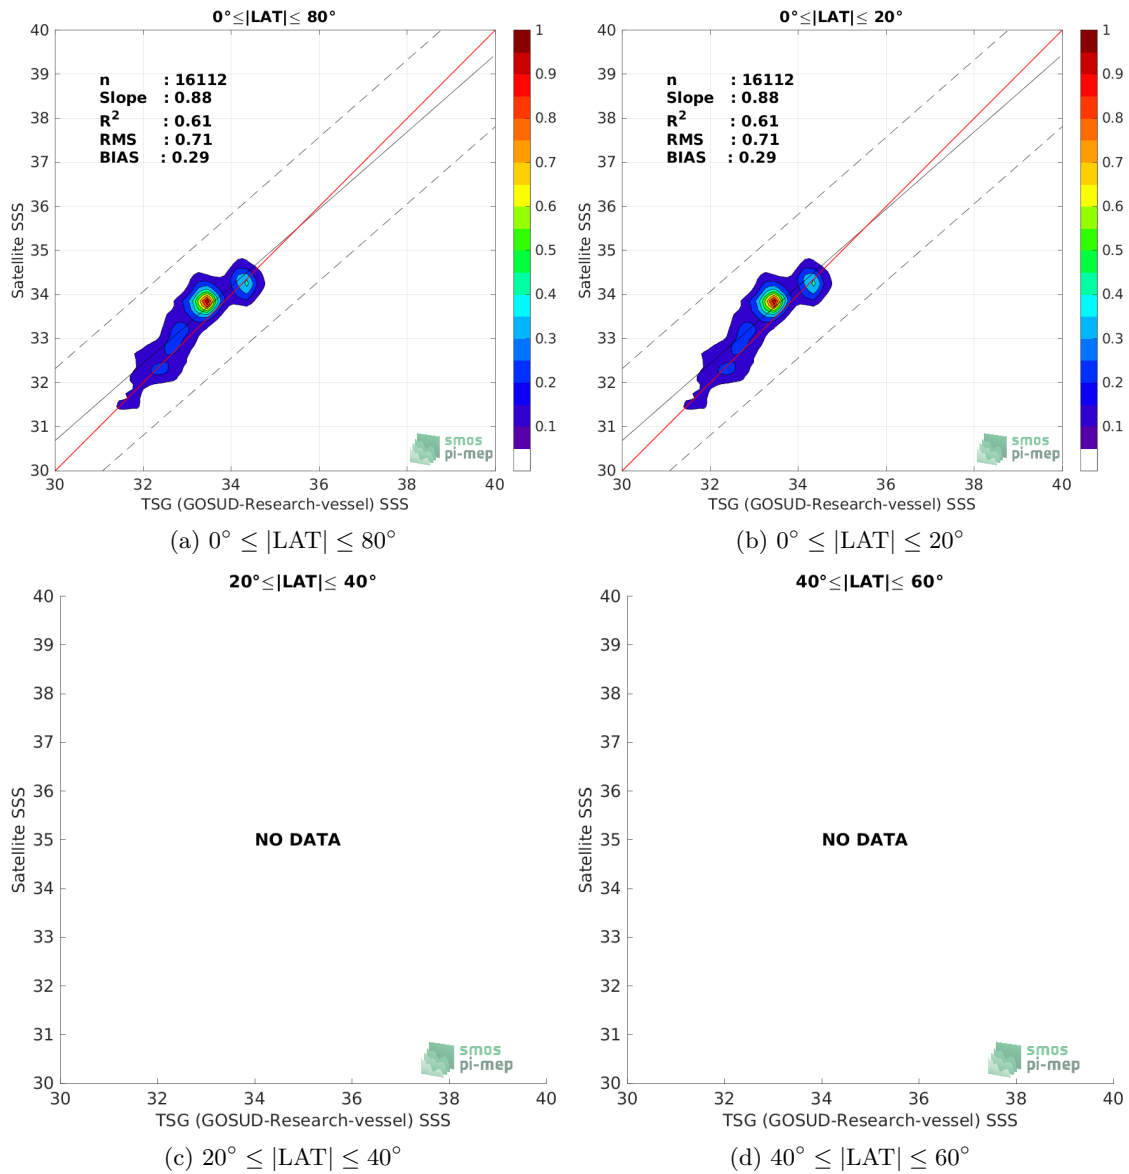 0°≤|LAT|≤ 80°
40
39
38
37
36
35
34
33
32
31
30
Satellite SSS
n : 16112
Slope : 0.88
R² : 0.61
RMS : 0.71
BIAS : 0.29
smos
pi-mep
30 32 34 36 38 40
TSG (GOSUD-Research-vessel) SSS
1
0.9
0.8
0.7
0.6
0.5
0.4
0.3
0.2
0.1
(a) 0° ≤ |LAT| ≤ 80°
0°≤|LAT|≤ 20°
40
39
38
37
36
35
34
33
32
31
30
Satellite SSS
n : 16112
Slope : 0.88
R² : 0.61
RMS : 0.71
BIAS : 0.29
smos
pi-mep
30 32 34 36 38 40
TSG (GOSUD-Research-vessel) SSS
1
0.9
0.8
0.7
0.6
0.5
0.4
0.3
0.2
0.1
(b) 0° ≤ |LAT| ≤ 20°
20°≤|LAT|≤ 40°
40
39
38
37
36
35
34
33
32
31
30
Satellite SSS
NO DATA
smos
pi-mep
30 32 34 36 38 40
TSG (GOSUD-Research-vessel) SSS
(c) 20° ≤ |LAT| ≤ 40°
40°≤|LAT|≤ 60°
40
39
38
37
36
35
34
33
32
31
30
Satellite SSS
NO DATA
smos
pi-mep
30 32 34 36 38 40
TSG (GOSUD-Research-vessel) SSS
(d) 40° ≤ |LAT| ≤ 60°